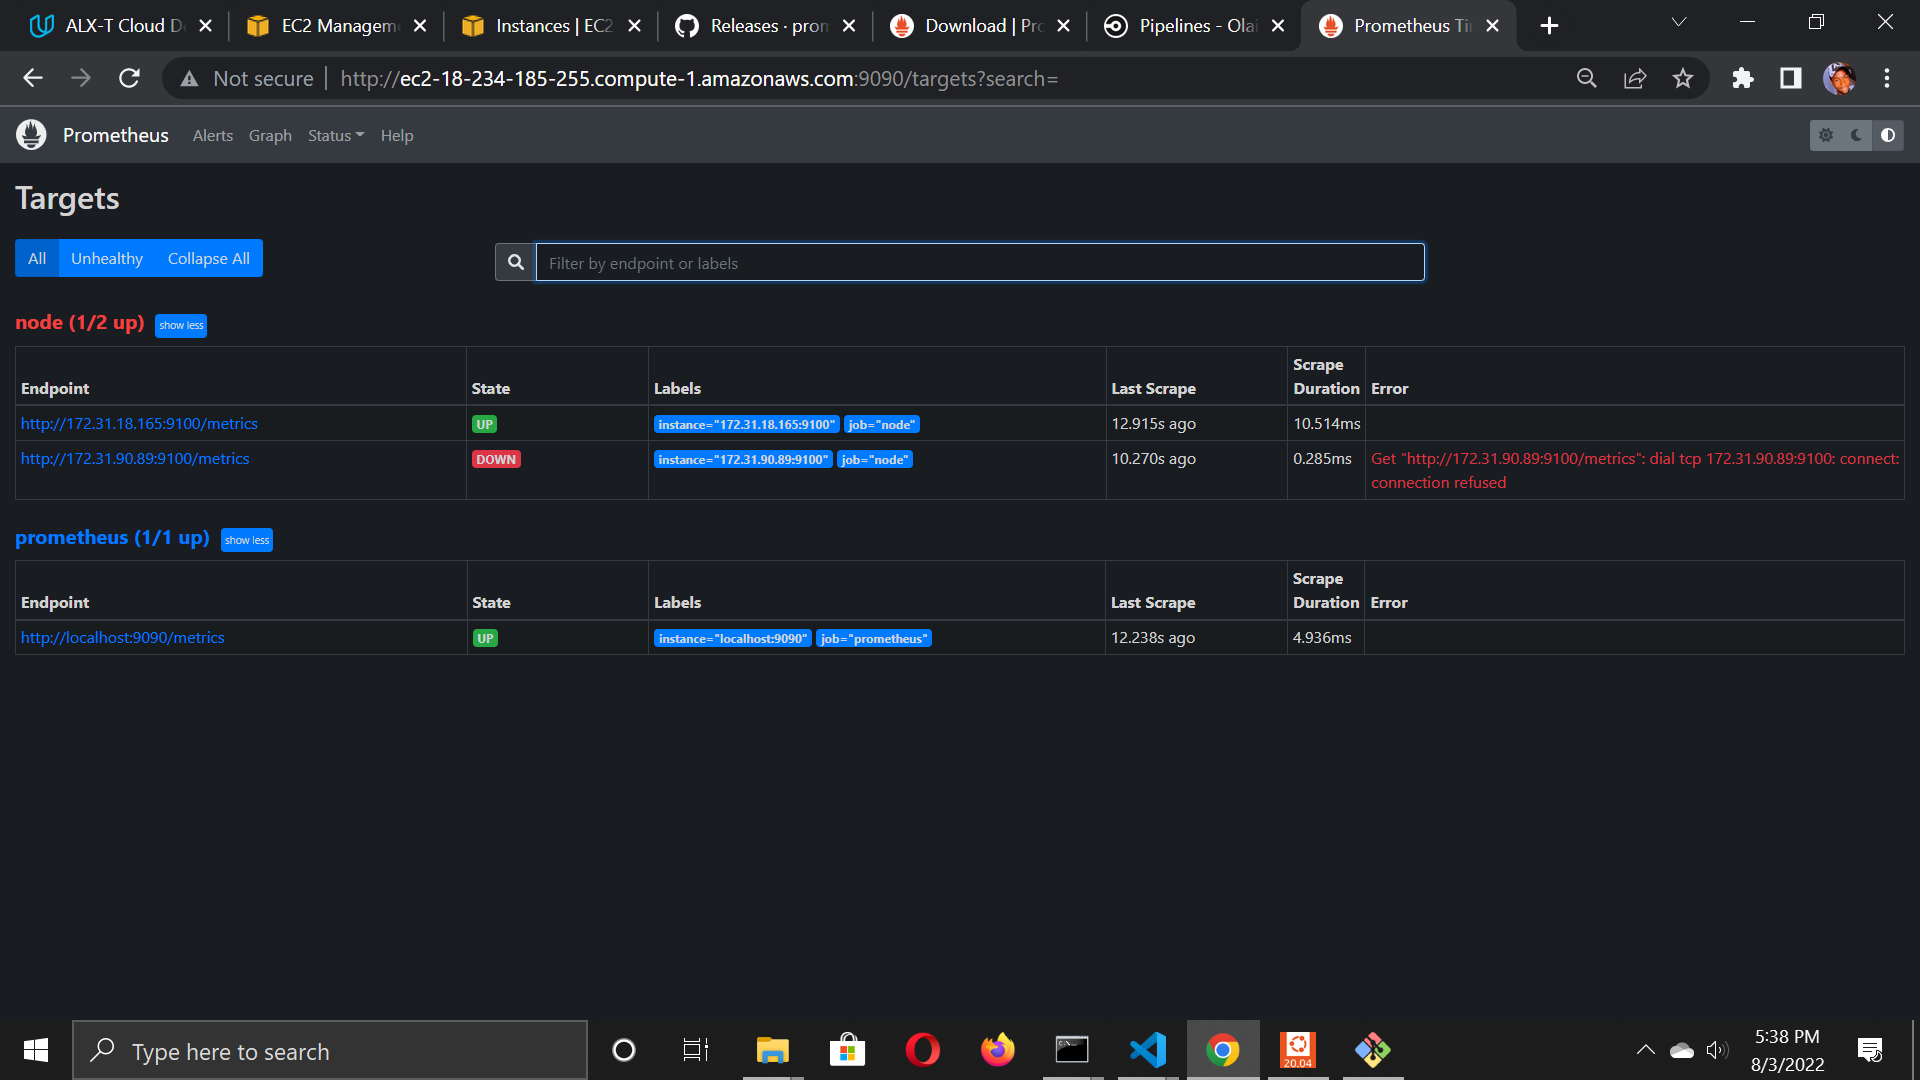 ALX-T Cloud De
EC2 Managem
Instances | EC2
Releases · prom
Download | Pro
Pipelines - Olai
Prometheus Tim
Not secure
http://ec2-18-234-185-255.compute-1.amazonaws.com:9090/targets?search=
Prometheus
Alerts
Graph
Status
Help
Targets
All
Unhealthy
Collapse All
Filter by endpoint or labels
node (1/2 up)
show less
Endpoint
State
Labels
Last Scrape
Scrape Duration
Error
http://172.31.18.165:9100/metrics
UP
instance="172.31.18.165:9100"
job="node"
12.915s ago
10.514ms
http://172.31.90.89:9100/metrics
DOWN
instance="172.31.90.89:9100"
job="node"
10.270s ago
0.285ms
Get "http://172.31.90.89:9100/metrics": dial tcp 172.31.90.89:9100: connect:
connection refused
prometheus (1/1 up)
show less
Endpoint
State
Labels
Last Scrape
Scrape Duration
Error
http://localhost:9090/metrics
UP
instance="localhost:9090"
job="prometheus"
12.238s ago
4.936ms
Type here to search
20.04
5:38 PM
8/3/2022